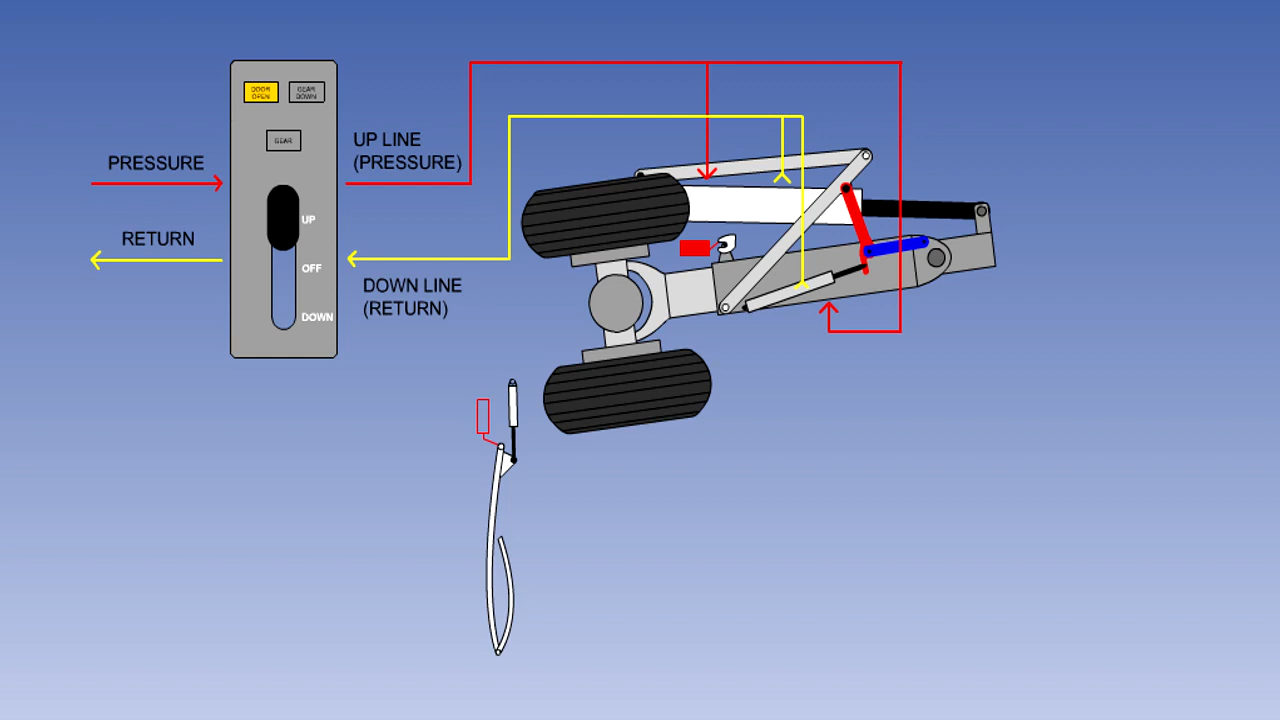 DOOR
OPEN
GEAR
DOWN
GEAR
PRESSURE
RETURN
UP
OFF
DOWN
UP LINE
(PRESSURE)
DOWN LINE
(RETURN)